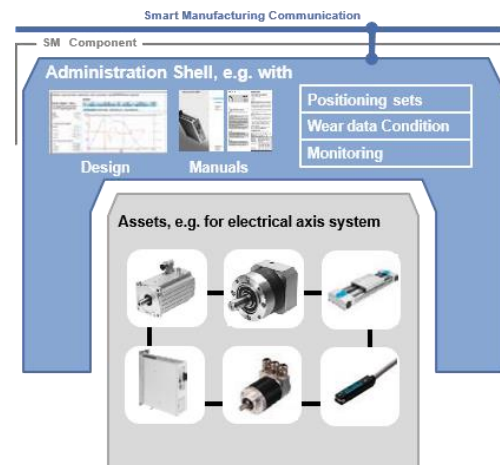 Smart Manufacturing Communication
SM Component
Administration Shell, e.g. with
Positioning sets
Wear data Condition
Monitoring
Design
Manuals
Assets, e.g. for electrical axis system